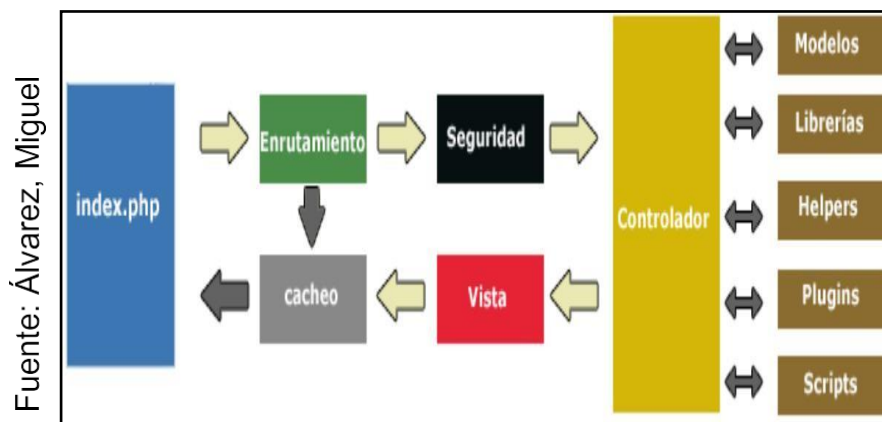 Fuente: Álvarez, Miguel
index.php
Enrutamiento
Seguridad
cacheo
Vista
Controlador
Modelos
Librerías
Helpers
Plugins
Scripts